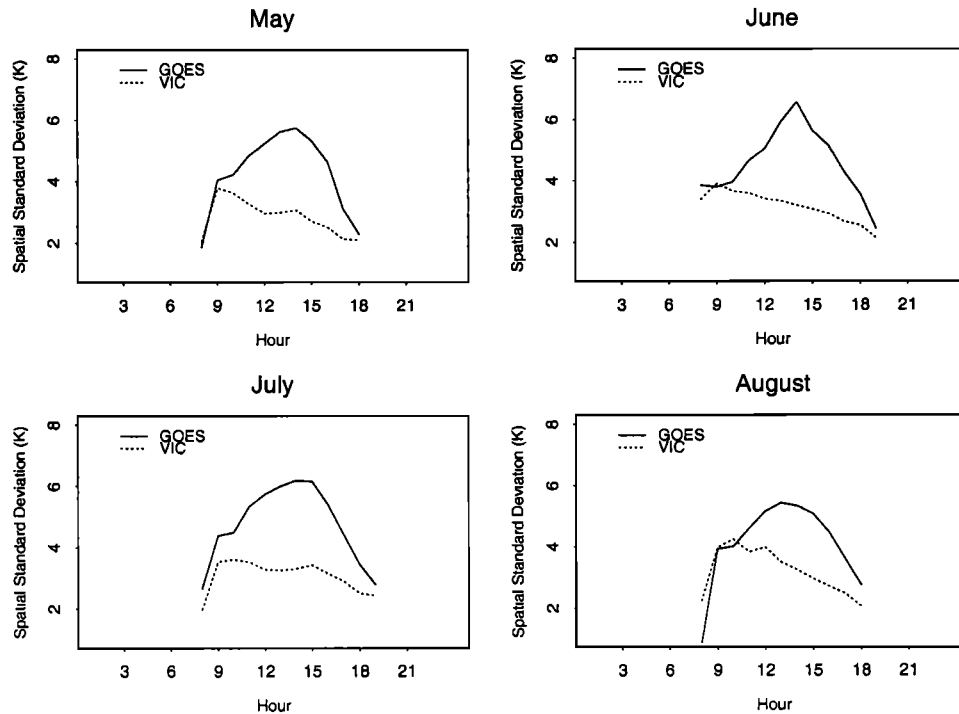 May
Spatial Standard Deviation (K)
8
6
4
2
GOES
VIC
3 6 9 12 15 18 21
Hour
June
Spatial Standard Deviation (K)
8
6
4
2
GOES
VIC
3 6 9 12 15 18 21
Hour
July
Spatial Standard Deviation (K)
8
6
4
2
GOES
VIC
3 6 9 12 15 18 21
Hour
August
Spatial Standard Deviation (K)
8
6
4
2
GOES
VIC
3 6 9 12 15 18 21
Hour